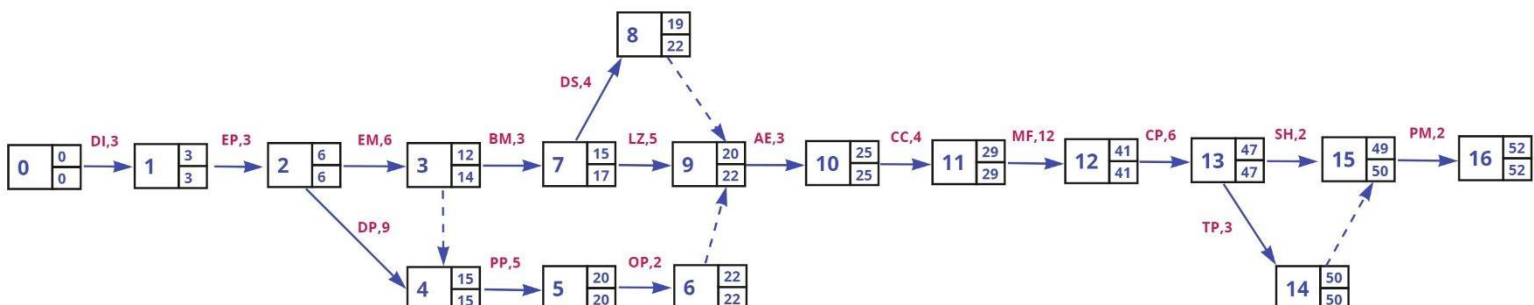 8 19 22
DS,4
DI,3 EP,3 EM,6 BM,3 LZ,5 AE,3 CC,4 MF,12 CP,6 SH,2 PM,2
0 0 0 1 3 3 2 6 6 3 12 14 7 15 17 9 20 22 10 25 25 11 29 29 12 41 41 13 47 47 15 49 50 16 52 52
DP,9 TP,3
PP,5 OP,2
4 15 15 5 20 20 6 22 22 14 50 50